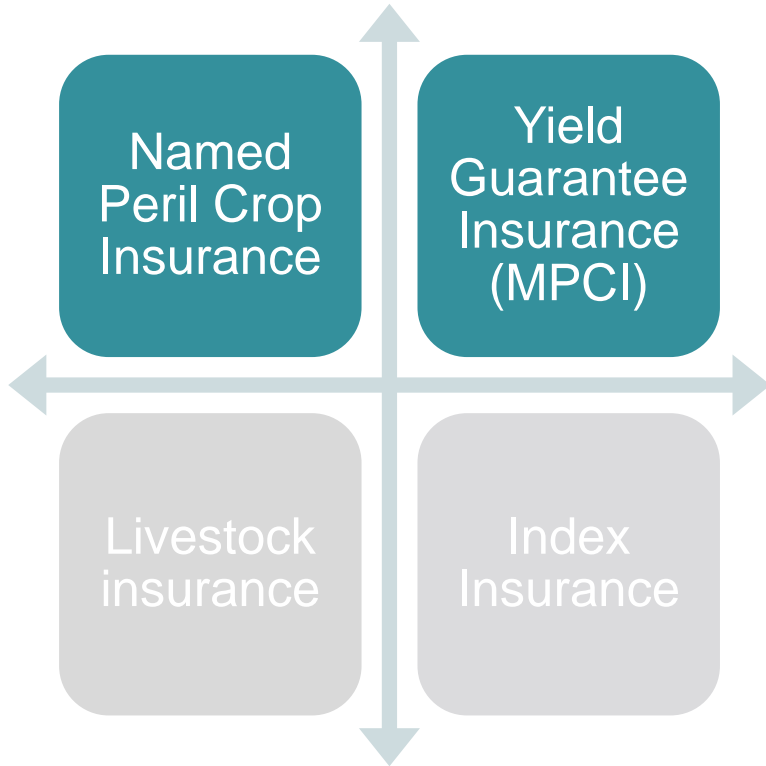 Named
Peril Crop
Insurance
Yield
Guarantee
Insurance
(MPCI)
Livestock
insurance
Index
Insurance